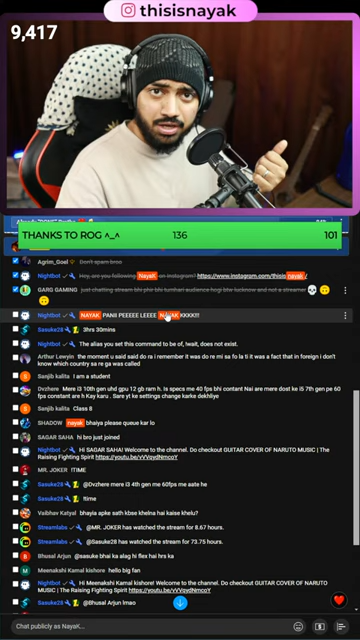 thisisnayak
9,417
THANKS TO ROG ^_^ 136 101
Agrim_Goel Don't spam bros
Nightbot Hey, are you following Nayak on instagram? https://www.instagram.com/thisisnayak/
GARG GAMING just chatting stream bhi phir bhi tumhari audience hogi btw lucknsw and not a streamer 💀 🙃
🙃
Nightbot NAYAK PANI PEEEEE LEEEE NAYAK KKKK!!!
Sasuke28 3hrs 30mins
Nightbot The alias you set this command to be of, !wait, does not exist.
Arthur Lewyin the moment u said said do ra i remember it was do re mi sa fo la ti it was a fact that in foreign i don't
know which country sa re ga was called
Sanjib kalita I am a student
Dvzhere Mere i3 10th gen uhd gpu 12 gb ram h. Is specs me 40 fps bhi contant Nai are mere dost ke i5 7th gen pe 60
fps constant are h Kay karu . Sare yt ke settings change karke dekhliye
Sanjib kalita Class 8
SHADOW nayak bhaiya please queue kar lo
SAGAR SAHA hi bro just joined
Nightbot Hi SAGAR SAHA! Welcome to the channel. Do checkout GUITAR COVER OF NARUTO MUSIC | The
Raising Fighting Spirit https://youtu.be/vVVqydNmcoY
MR. JOKER !TIME
Sasuke28 @Dvzhere mere i3 4th gen me 60fps me aate he
Sasuke28 !time
Vaibhav Katyal bhayia apke sath kbse khelna hai kaise khelu?
Streamlabs @MR. JOKER has watched the stream for 8.67 hours.
Streamlabs @Sasuke28 has watched the stream for 73.75 hours.
Bhusal Arjun @sasuke bhai ka alag hi flex hai hrs ka
Meenakshi Kamal kishore hello big fan
Nightbot Hi Meenakshi Kamal kishore! Welcome to the channel. Do checkout GUITAR COVER OF NARUTO
MUSIC | The Raising Fighting Spirit https://youtu.be/vVVqydNmcoY
Sasuke28 @Bhusal Arjun lmao
Chat publicly as NayaK...